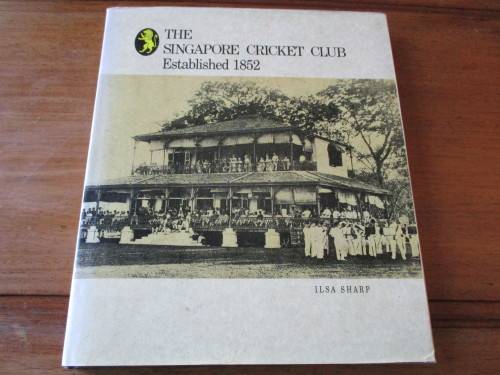 THE
SINGAPORE CRICKET CLUB
Established 1852
ILSA SHARP